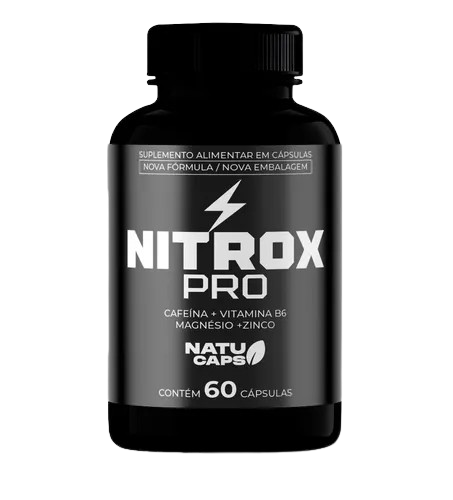 SUPLEMENTO ALIMENTAR EM CÁPSULAS
NOVA FÓRMULA / NOVA EMBALAGEM
NITROX
PRO
CAFEÍNA + VITAMINA B6
MAGNÉSIO +ZINCO
NATU
CAPS
CONTÉM 60 CÁPSULAS